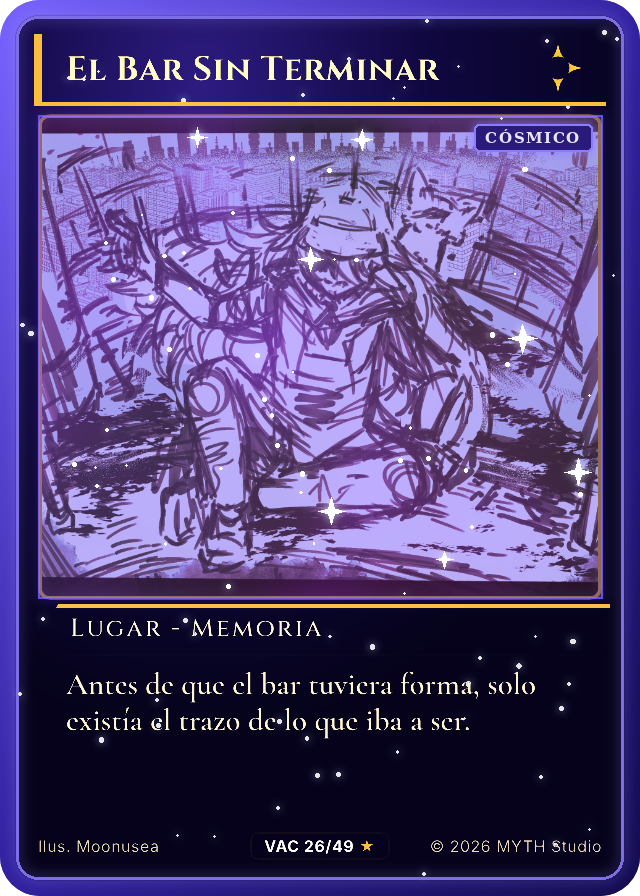 El Bar Sin Terminar
CÓSMICO
Lugar - Memoria
Antes de que el bar tuviera forma, solo
existía el trazo de lo que iba a ser.
Ilus. Moonusea
VAC 26/49 ★
© 2026 MYTH Studio